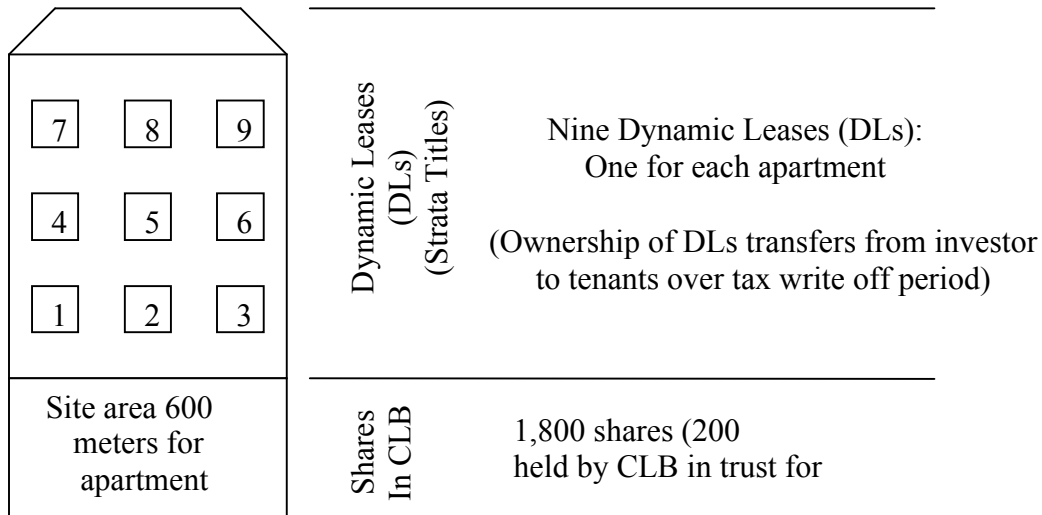 7 8 9
4 5 6
1 2 3
Site area 600
meters for
apartment
Dynamic Leases
(DLs)
(Strata Titles)
Nine Dynamic Leases (DLs):
One for each apartment
(Ownership of DLs transfers from investor
to tenants over tax write off period)
Shares
In CLB
1,800 shares (200
held by CLB in trust for